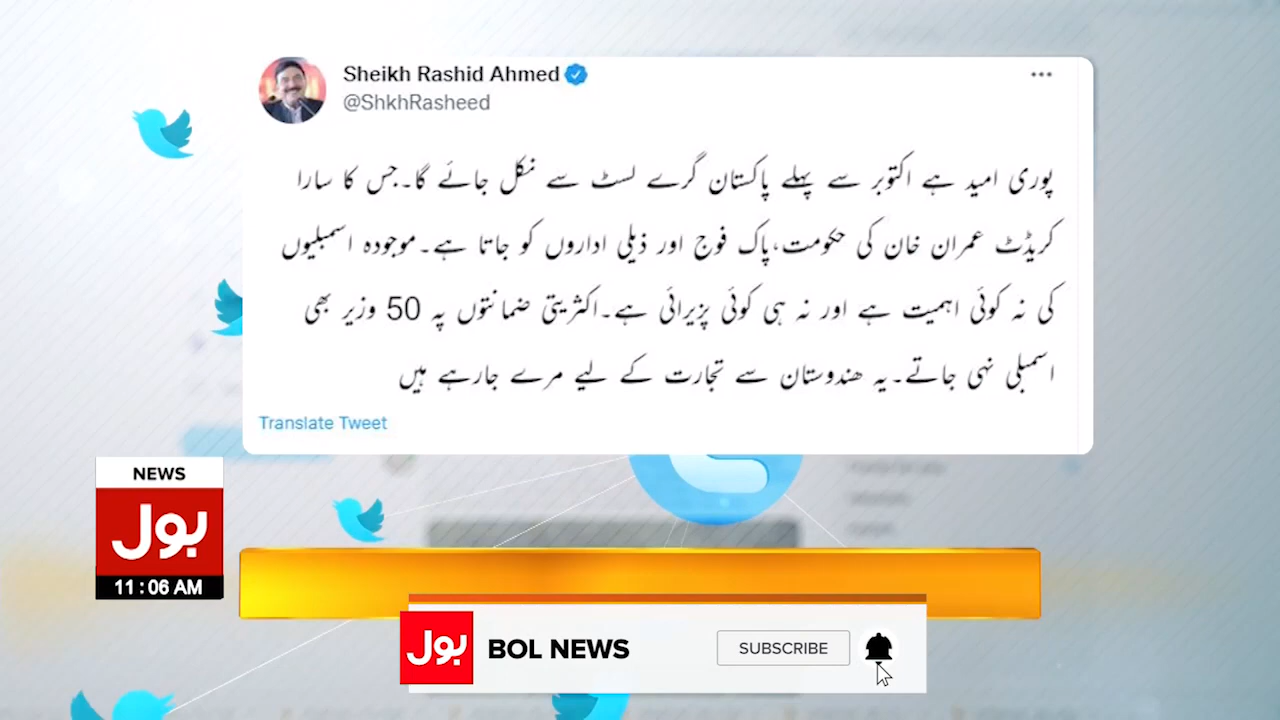 Sheikh Rashid Ahmed
@ShkhRasheed
پوری امید ہے اکتوبر سے پہلے پاکستان گرے لسٹ سے نکل جائے گا۔جس کا سارا
کریڈٹ عمران خان کی حکومت،پاک فوج اور ذیلی اداروں کو جاتا ہے۔موجودہ اسمبلیوں
کی نہ کوئی اہمیت ہے اور نہ ہی کوئی پزیرائی ہے۔اکثریتی ضمانتوں پہ 50 وزیر بھی
اسمبلی نہی جاتے۔یہ ھندوستان سے تجارت کے لیے مرے جارہے ہیں
Translate Tweet
NEWS
بول
11:06 AM
بول BOL NEWS SUBSCRIBE